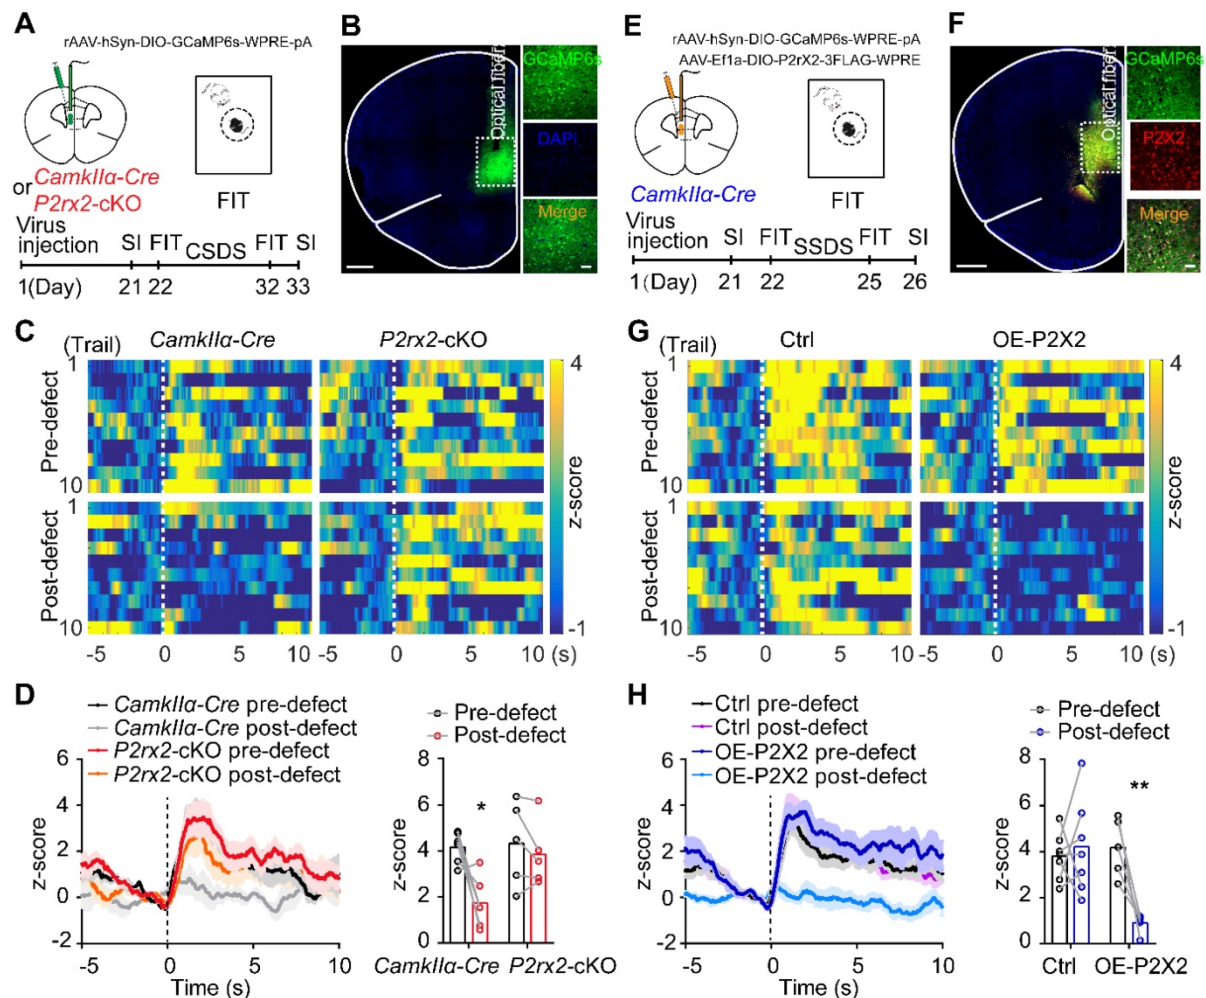 A
rAAV-hSyn-DIO-GCaMP6s-WPRE-pA
or CamkIIα-Cre
P2rx2-cKO
FIT
Virus
injection SI FIT CSDS FIT SI
1(Day) 21 22 32 33
B
Optical fiber
GCaMP6s
DAPI
Merge
E
rAAV-hSyn-DIO-GCaMP6s-WPRE-pA
AAV-Ef1a-DIO-P2rX2-3FLAG-WPRE
CamkIIα-Cre
FIT
Virus
injection SI FIT SSDS FIT SI
1(Day) 21 22 25 26
F
Optical fiber
GCaMP6s
P2X2
Merge
C
(Trail) CamkIIα-Cre P2rx2-cKO
1
Pre-defect
10
1
Post-defect
10
-5 0 5 10 -5 0 5 10 (s)
4
z-score
-1
G
(Trail) Ctrl OE-P2X2
1
Pre-defect
10
1
Post-defect
10
-5 0 5 10 -5 0 5 10 (s)
4
z-score
-1
D
CamkIIα-Cre pre-defect
CamkIIα-Cre post-defect
P2rx2-cKO pre-defect
P2rx2-cKO post-defect
z-score
6
4
2
0
-2
-5 0 5 10
Time (s)
Pre-defect
Post-defect
z-score
8
6
4
2
0
*
CamkIIα-Cre P2rx2-cKO
H
Ctrl pre-defect
Ctrl post-defect
OE-P2X2 pre-defect
OE-P2X2 post-defect
z-score
6
4
2
0
-2
-5 0 5 10
Time (s)
Pre-defect
Post-defect
z-score
8
6
4
2
0
**
Ctrl OE-P2X2